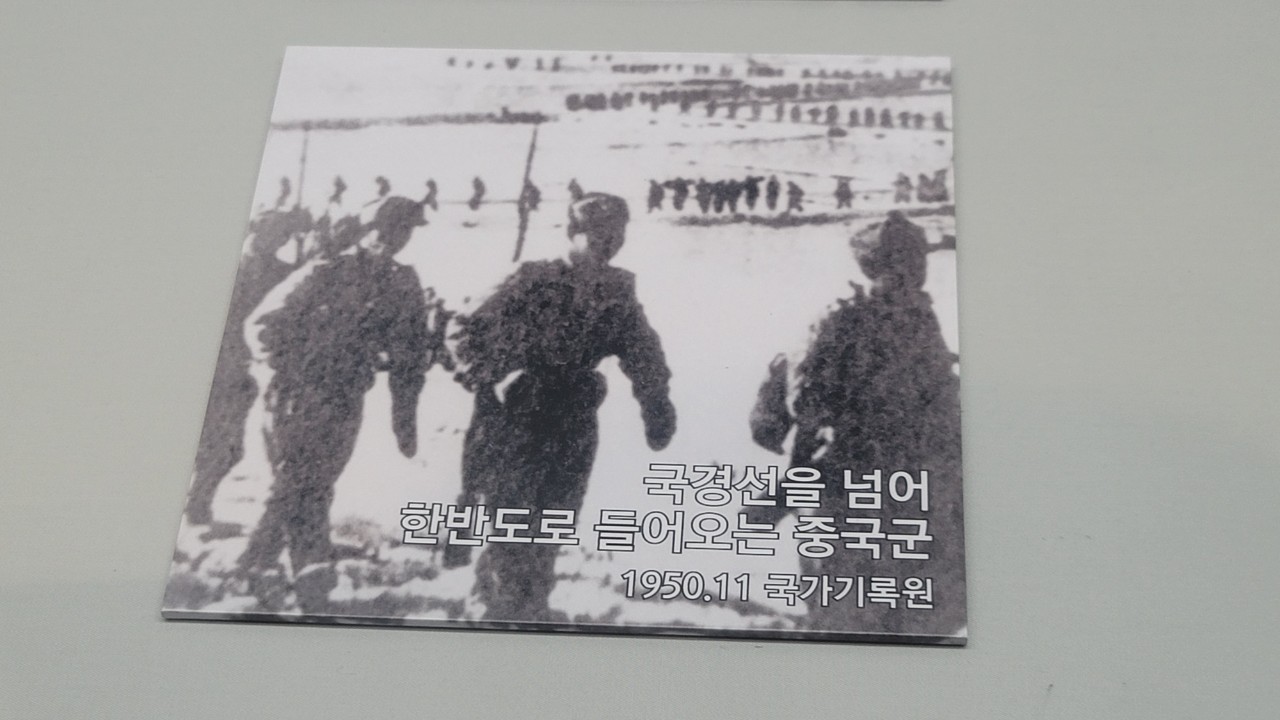 국경선을 넘어
한반도로 들어오는 중국군
1950.11 국가기록원